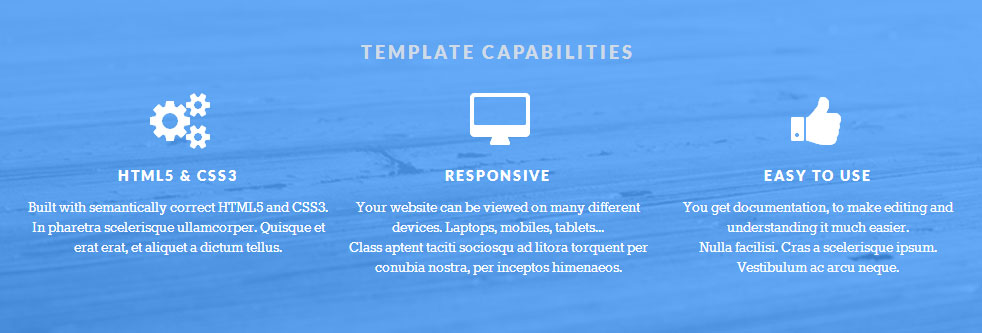 TEMPLATE CAPABILITIES
HTML5 & CSS3
Built with semantically correct HTML5 and CSS3.
In pharetra scelerisque ullamcorper. Quisque et
erat erat, et aliquet a dictum tellus.
RESPONSIVE
Your website can be viewed on many different
devices. Laptops, mobiles, tablets...
Class aptent taciti sociosqu ad litora torquent per
conubia nostra, per inceptos himenaeos.
EASY TO USE
You get documentation, to make editing and
understanding it much easier.
Nulla facilisi. Cras a scelerisque ipsum.
Vestibulum ac arcu neque.